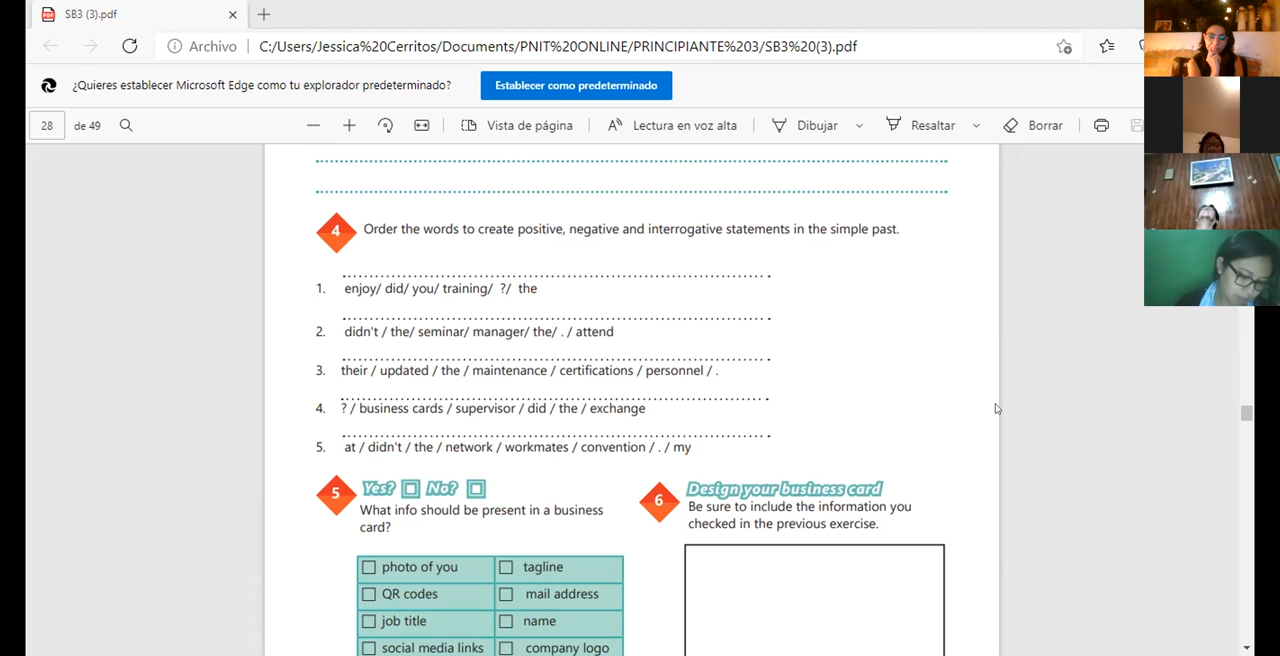 SB3 (3).pdf
Archivo C:/Users/Jessica%20Cerritos/Documents/PNIT%20ONLINE/PRINCIPIANTE%203/SB3%20(3).pdf
¿Quieres establecer Microsoft Edge como tu explorador predeterminado? Establecer como predeterminado
28 de 49 Vista de página Lectura en voz alta Dibujar Resaltar Borrar
4 Order the words to create positive, negative and interrogative statements in the simple past.
1. enjoy/ did/ you/ training/ ?/ the
2. didn't / the/ seminar/ manager/ the/ . / attend
3. their / updated / the / maintenance / certifications / personnel / .
4. ? / business cards / supervisor / did / the / exchange
5. at / didn't / the / network / workmates / convention / . / my
5 Yes? No?
What info should be present in a business
card?
photo of you tagline
QR codes mail address
job title name
social media links company logo
6 Design your business card
Be sure to include the information you
checked in the previous exercise.